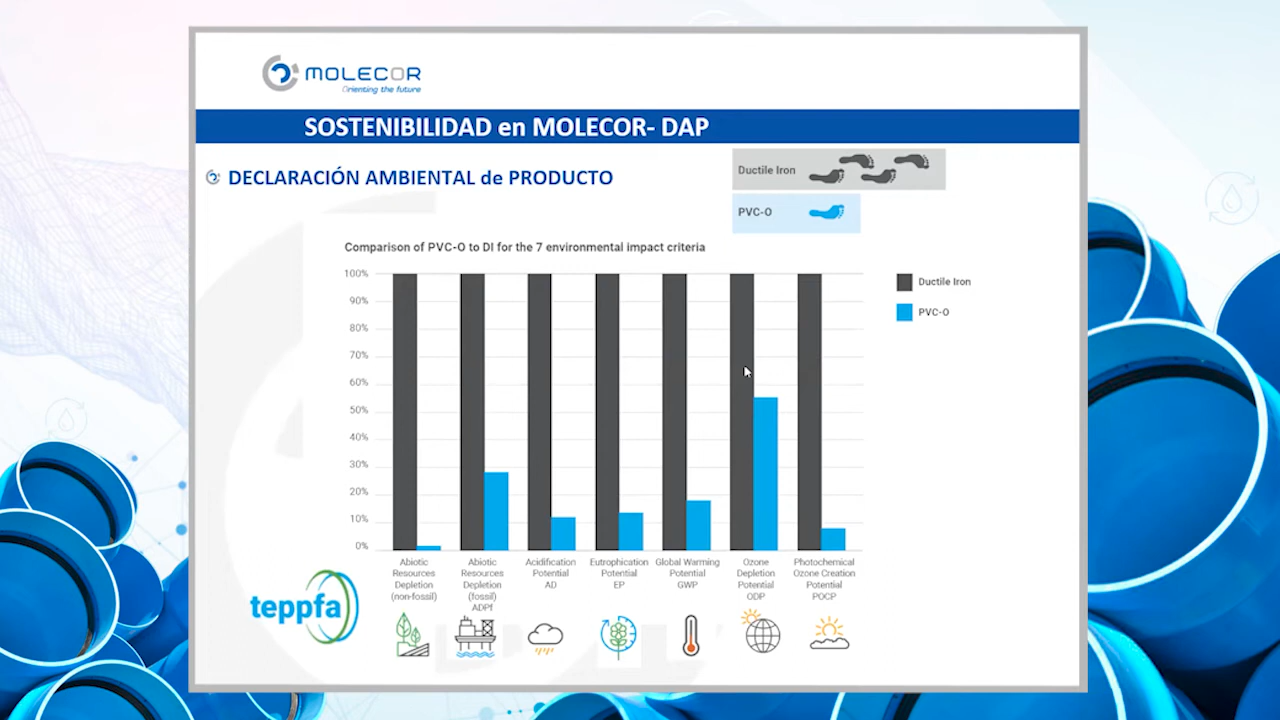 MOLECOR
Orienting the future
SOSTENIBILIDAD en MOLECOR- DAP
DECLARACIÓN AMBIENTAL de PRODUCTO
Ductile Iron
PVC-O
Comparison of PVC-O to DI for the 7 environmental impact criteria
100%
90%
80%
70%
60%
50%
40%
30%
20%
10%
0%
Ductile Iron
PVC-O
Abiotic
Resources
Depletion
(non-fossil)
Abiotic
Resources
Depletion
(fossil)
ADPf
Acidification
Potential
AD
Eutrophication
Potential
EP
Global Warming
Potential
GWP
Ozone
Depletion
Potential
ODP
Photochemical
Ozone Creation
Potential
POCP
teppfa